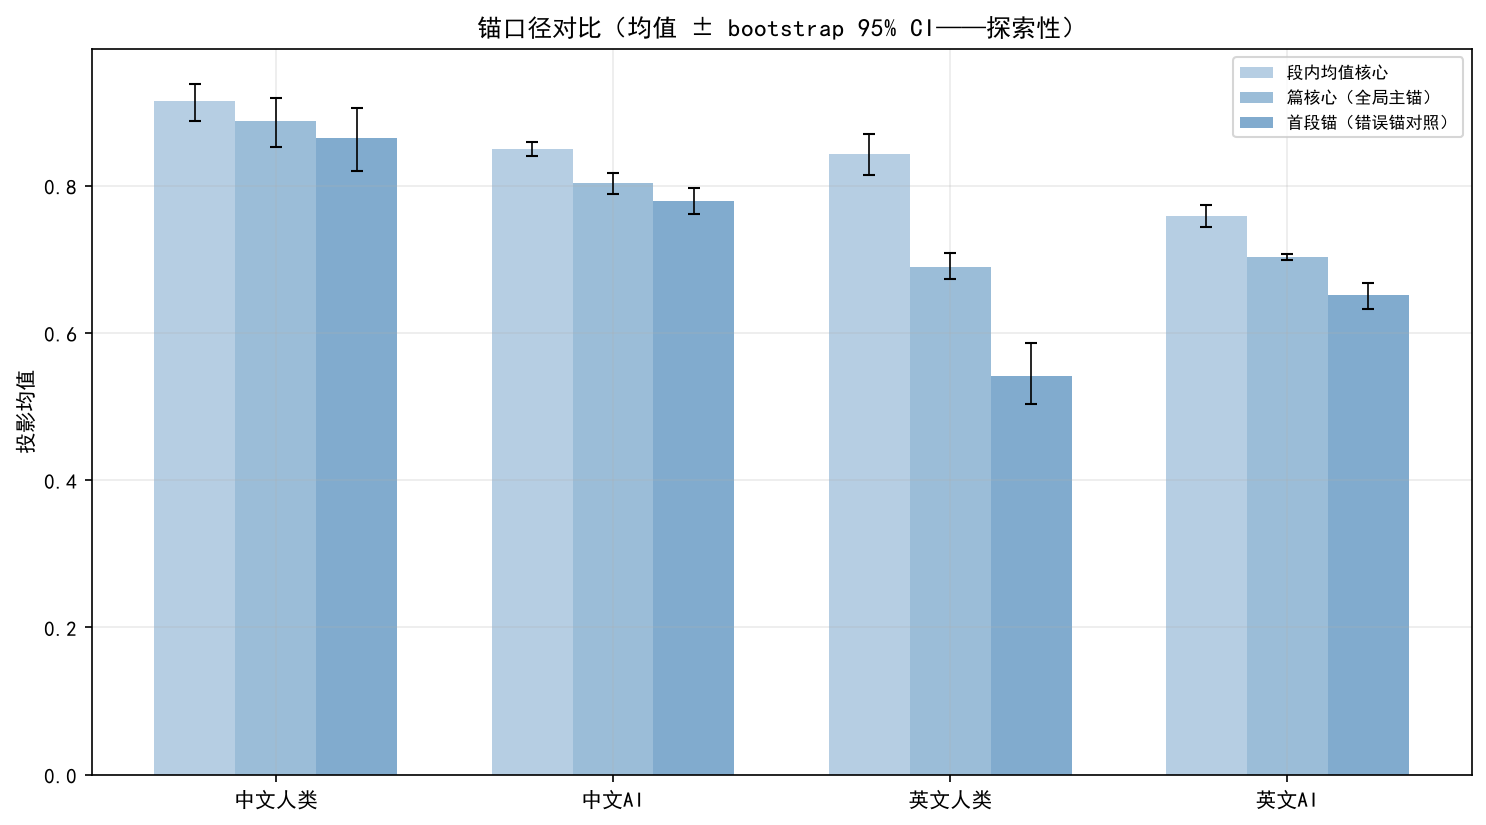 锚口径对比（均值 ± bootstrap 95% CI——探索性）
段内均值核心
篇核心（全局主锚）
首段锚（错误锚对照）
投影均值
0.8
0.6
0.4
0.2
0.0
中文人类
中文AI
英文人类
英文AI